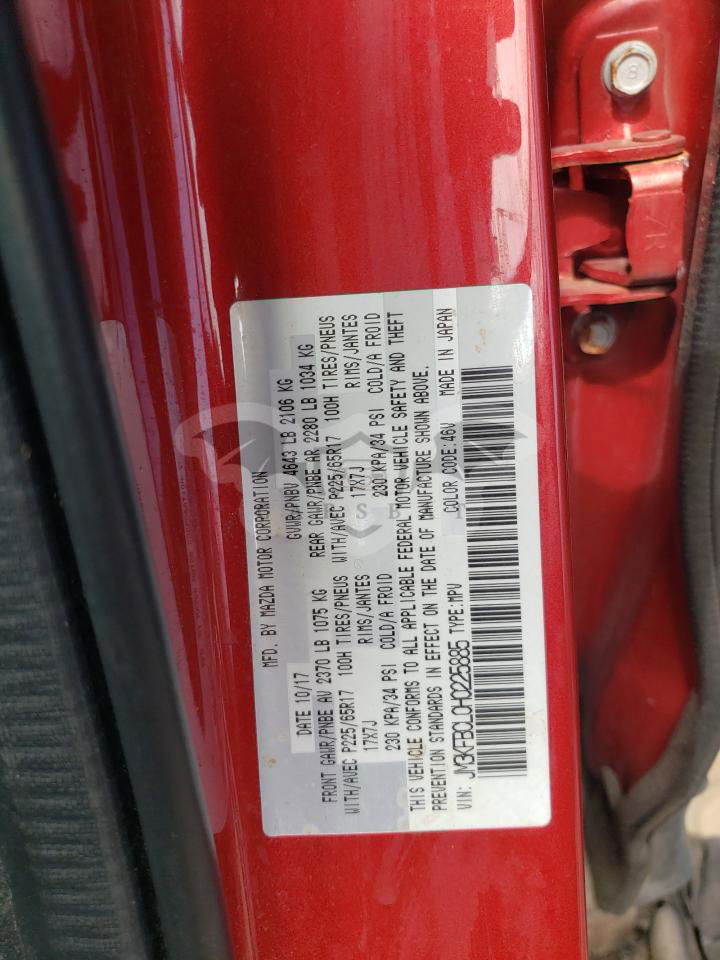 MFD. BY MAZDA MOTOR CORPORATION
DATE 10/17 GVWR/PNBV 4643 LB 2106 KG
FRONT GAWR/PNBE AV 2370 LB 1075 KG REAR GAWR/PNBE AR 2280 LB 1034 KG
WITH/AVEC P225/65R17 100H TIRES/PNEUS WITH/AVEC P225/65R17 100H TIRES/PNEUS
17X7J RIMS/JANTES 17X7J RIMS/JANTES
230 KPA/34 PSI COLD/A FROID 230 KPA/34 PSI COLD/A FROID
THIS VEHICLE CONFORMS TO ALL APPLICABLE FEDERAL MOTOR VEHICLE SAFETY AND THEFT
PREVENTION STANDARDS IN EFFECT ON THE DATE OF MANUFACTURE SHOWN ABOVE.
VIN: JM3KFBCL0H0225885 TYPE:MPV COLOR CODE:46V MADE IN JAPAN
8
7R